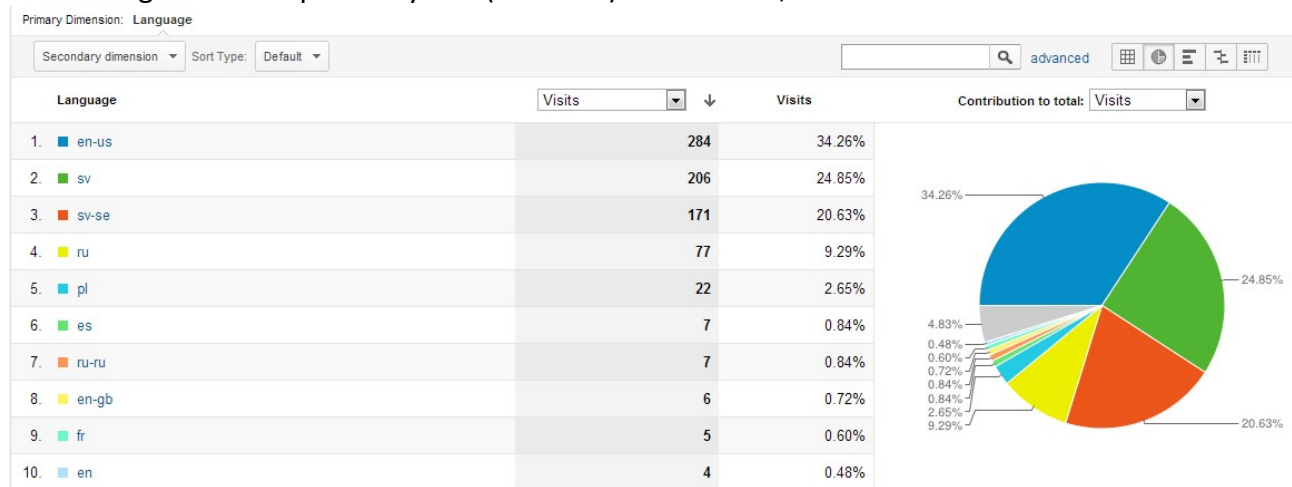 Primary Dimension: Language
Secondary dimension Sort Type: Default advanced
Language Visits Visits Contribution to total: Visits
1. en-us 284 34.26%
2. sv 206 24.85%
3. sv-se 171 20.63%
4. ru 77 9.29%
5. pl 22 2.65%
6. es 7 0.84%
7. ru-ru 7 0.84%
8. en-gb 6 0.72%
9. fr 5 0.60%
10. en 4 0.48%
34.26%
24.85%
4.83%
0.48%
0.60%
0.72%
0.84%
0.84%
2.65%
9.29%
20.63%